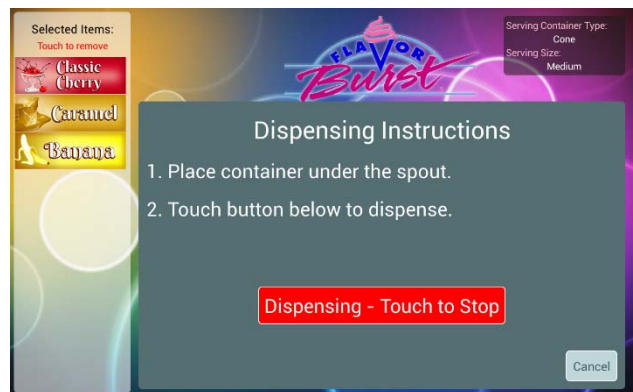 Selected Items:
Touch to remove
Classic
Cherry
Caramel
Banana
FLAVOR
Burst
Serving Container Type:
Cone
Serving Size:
Medium
Dispensing Instructions
1. Place container under the spout.
2. Touch button below to dispense.
Dispensing - Touch to Stop
Cancel